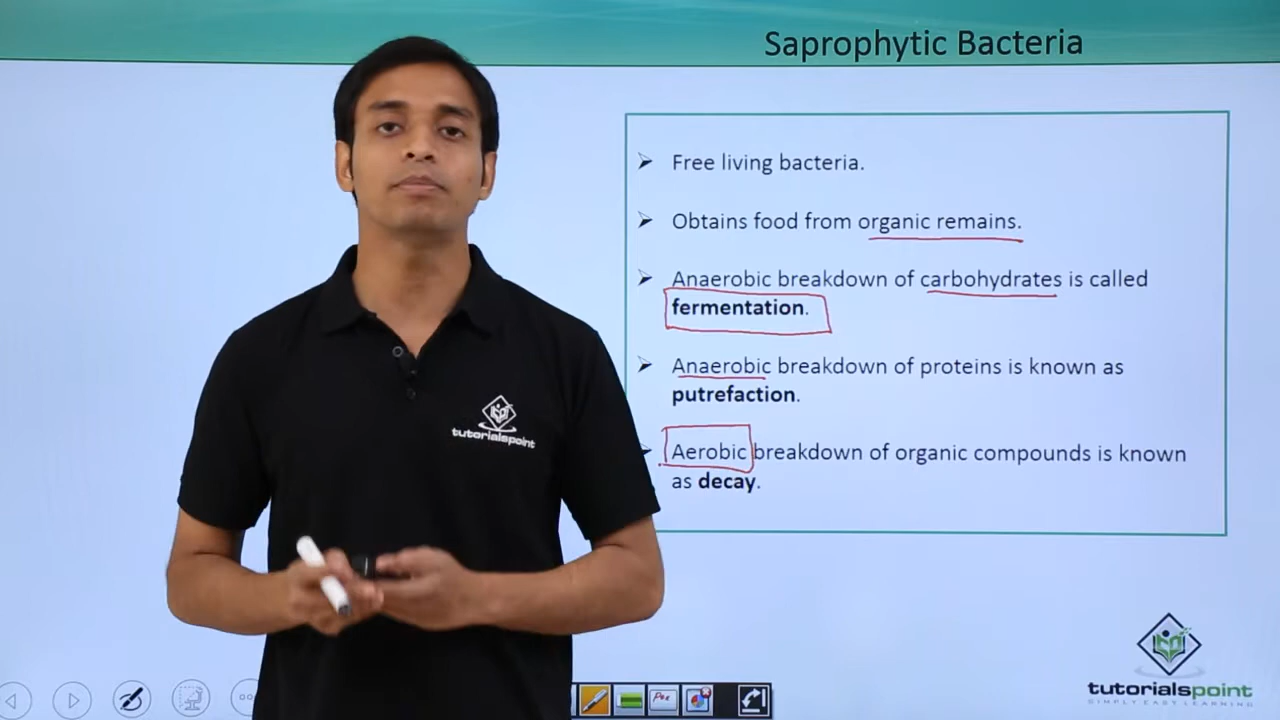 Saprophytic Bacteria
Free living bacteria.
Obtains food from organic remains.
Anaerobic breakdown of carbohydrates is called
fermentation.
Anaerobic breakdown of proteins is known as
putrefaction.
Aerobic breakdown of organic compounds is known
as decay.
tutorialspoint
tutorialspoint
SIMPLY EASY LEARNING